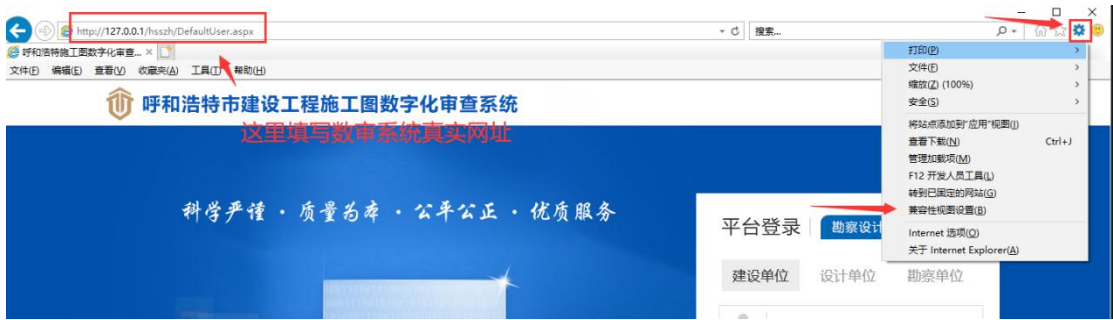 http://127.0.0.1/hsszh/DefaultUser.aspx
搜索...
呼和浩特施工图数字化审查...
文件(F) 编辑(E) 查看(V) 收藏夹(A) 工具(T) 帮助(H)
呼和浩特市建设工程施工图数字化审查系统
这里填写数审系统真实网址
科学严谨 · 质量为本 · 公平公正 · 优质服务
平台登录
勘察设计
建设单位 设计单位 勘察单位
打印(P)
文件(F)
缩放(Z) (100%)
安全(S)
将站点添加到"应用"视图(I)
查看下载(N) Ctrl+J
管理加载项(M)
F12 开发人员工具(L)
转到已固定的网站(G)
兼容性视图设置(B)
Internet 选项(O)
关于 Internet Explorer(A)